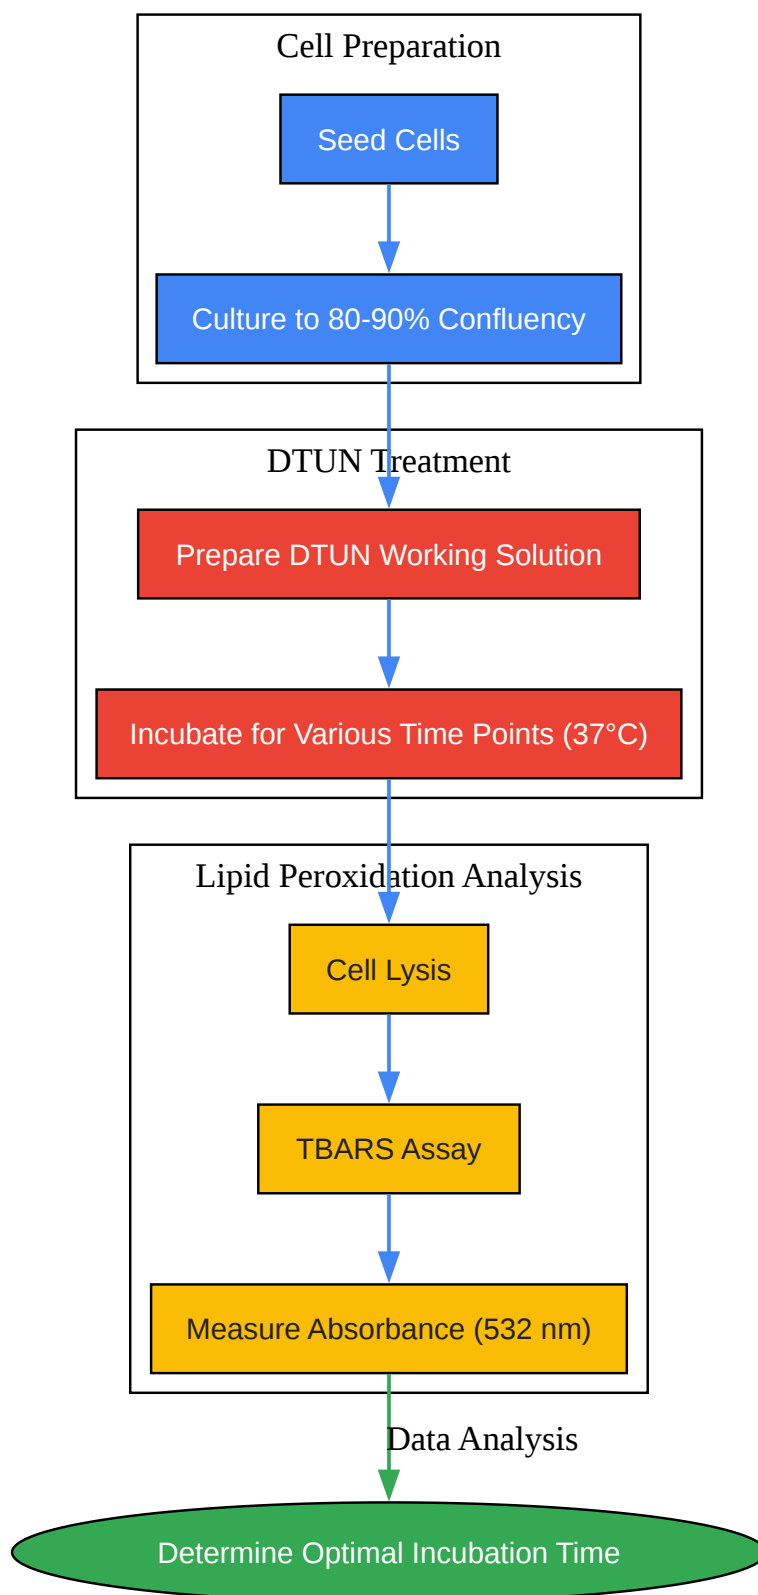 Cell Preparation
Seed Cells
Culture to 80-90% Confluency
DTUN Treatment
Prepare DTUN Working Solution
Incubate for Various Time Points (37°C)
Lipid Peroxidation Analysis
Cell Lysis
TBARS Assay
Measure Absorbance (532 nm)
Data Analysis
Determine Optimal Incubation Time